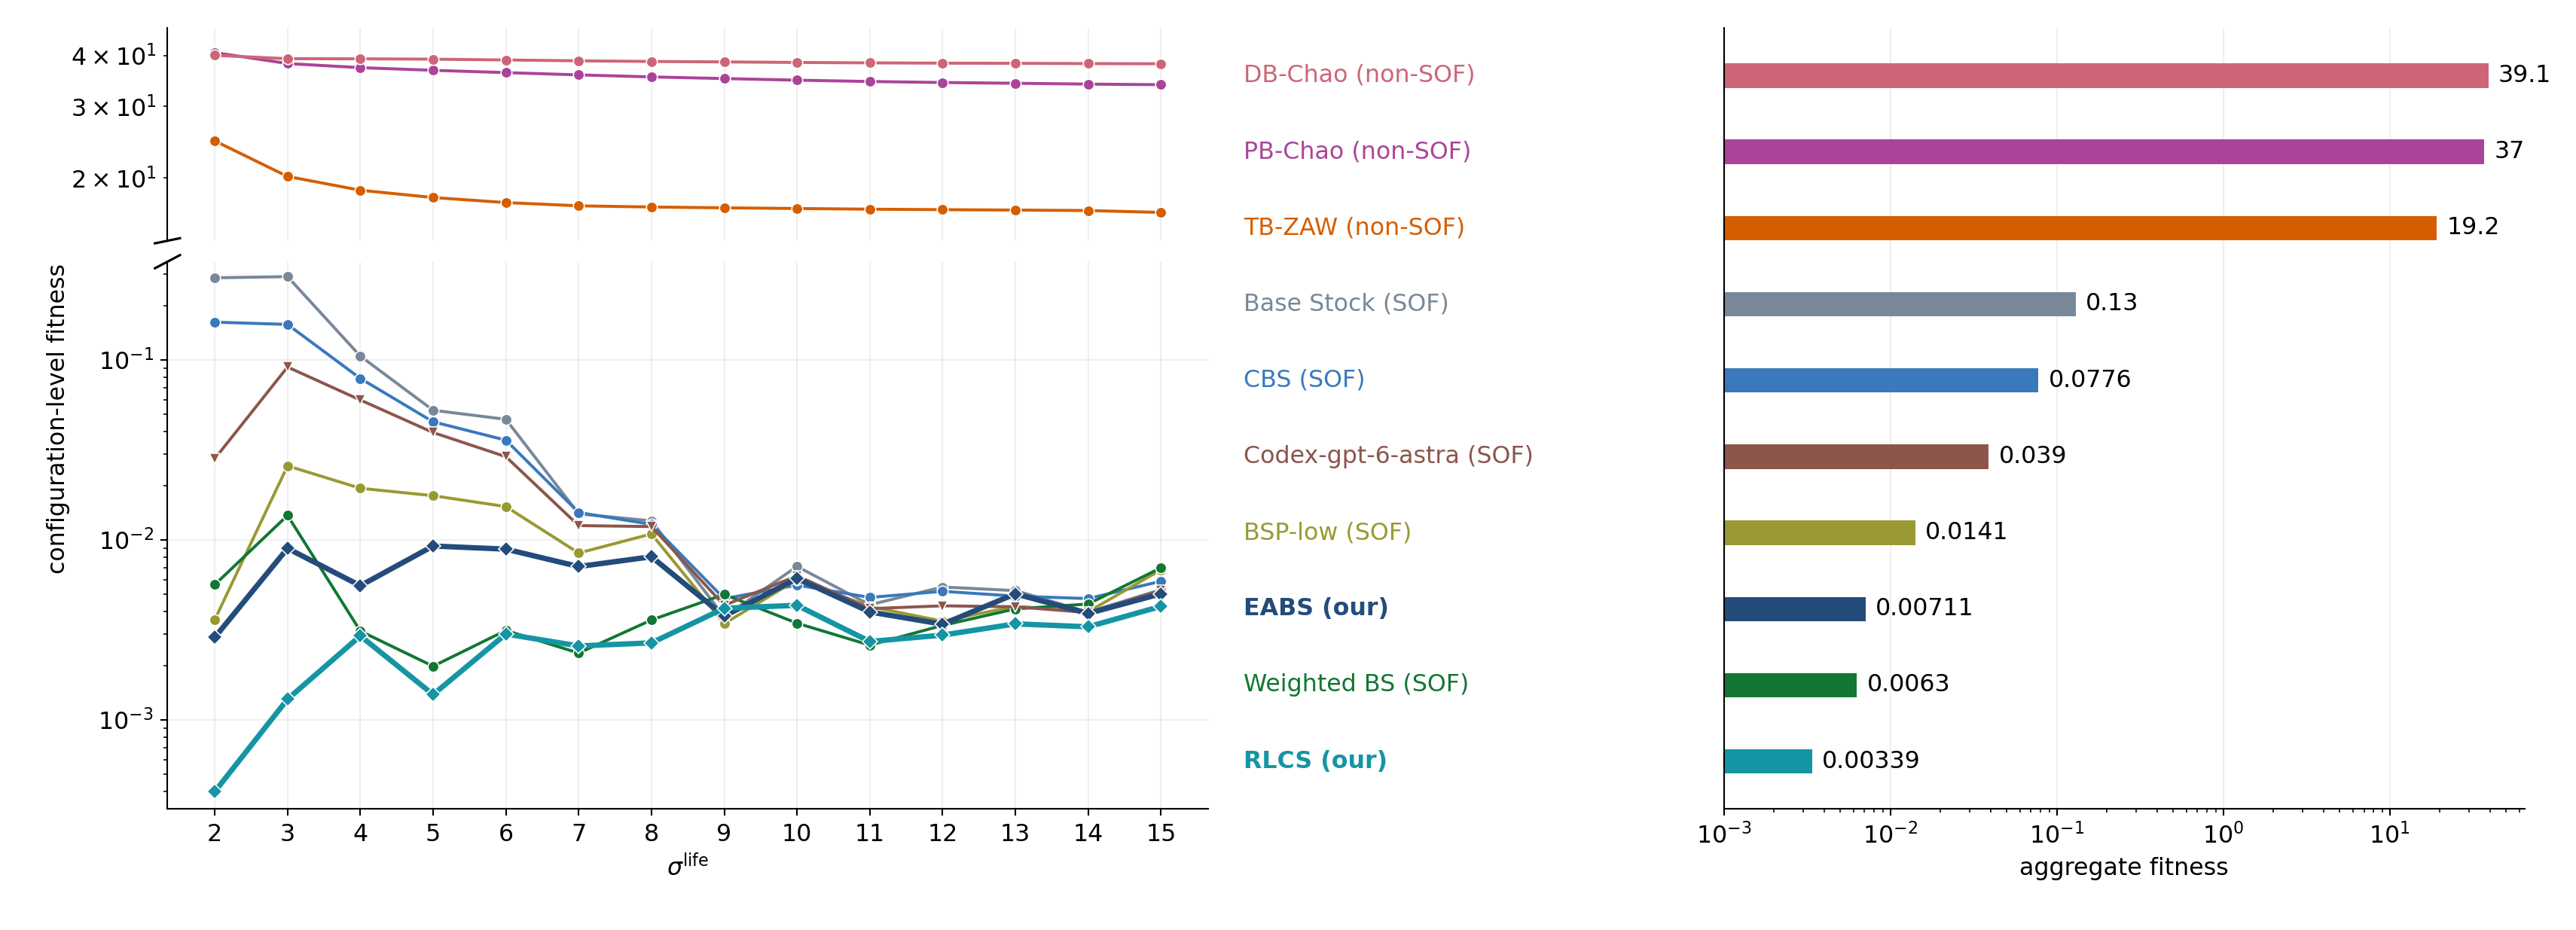 4 × 10¹
3 × 10¹
2 × 10¹
10⁻¹
10⁻²
10⁻³
configuration-level fitness
2 3 4 5 6 7 8 9 10 11 12 13 14 15
σ^life
DB-Chao (non-SOF)
PB-Chao (non-SOF)
TB-ZAW (non-SOF)
Base Stock (SOF)
CBS (SOF)
Codex-gpt-6-astra (SOF)
BSP-low (SOF)
EABS (our)
Weighted BS (SOF)
RLCS (our)
39.1
37
19.2
0.13
0.0776
0.039
0.0141
0.00711
0.0063
0.00339
10⁻³ 10⁻² 10⁻¹ 10⁰ 10¹
aggregate fitness